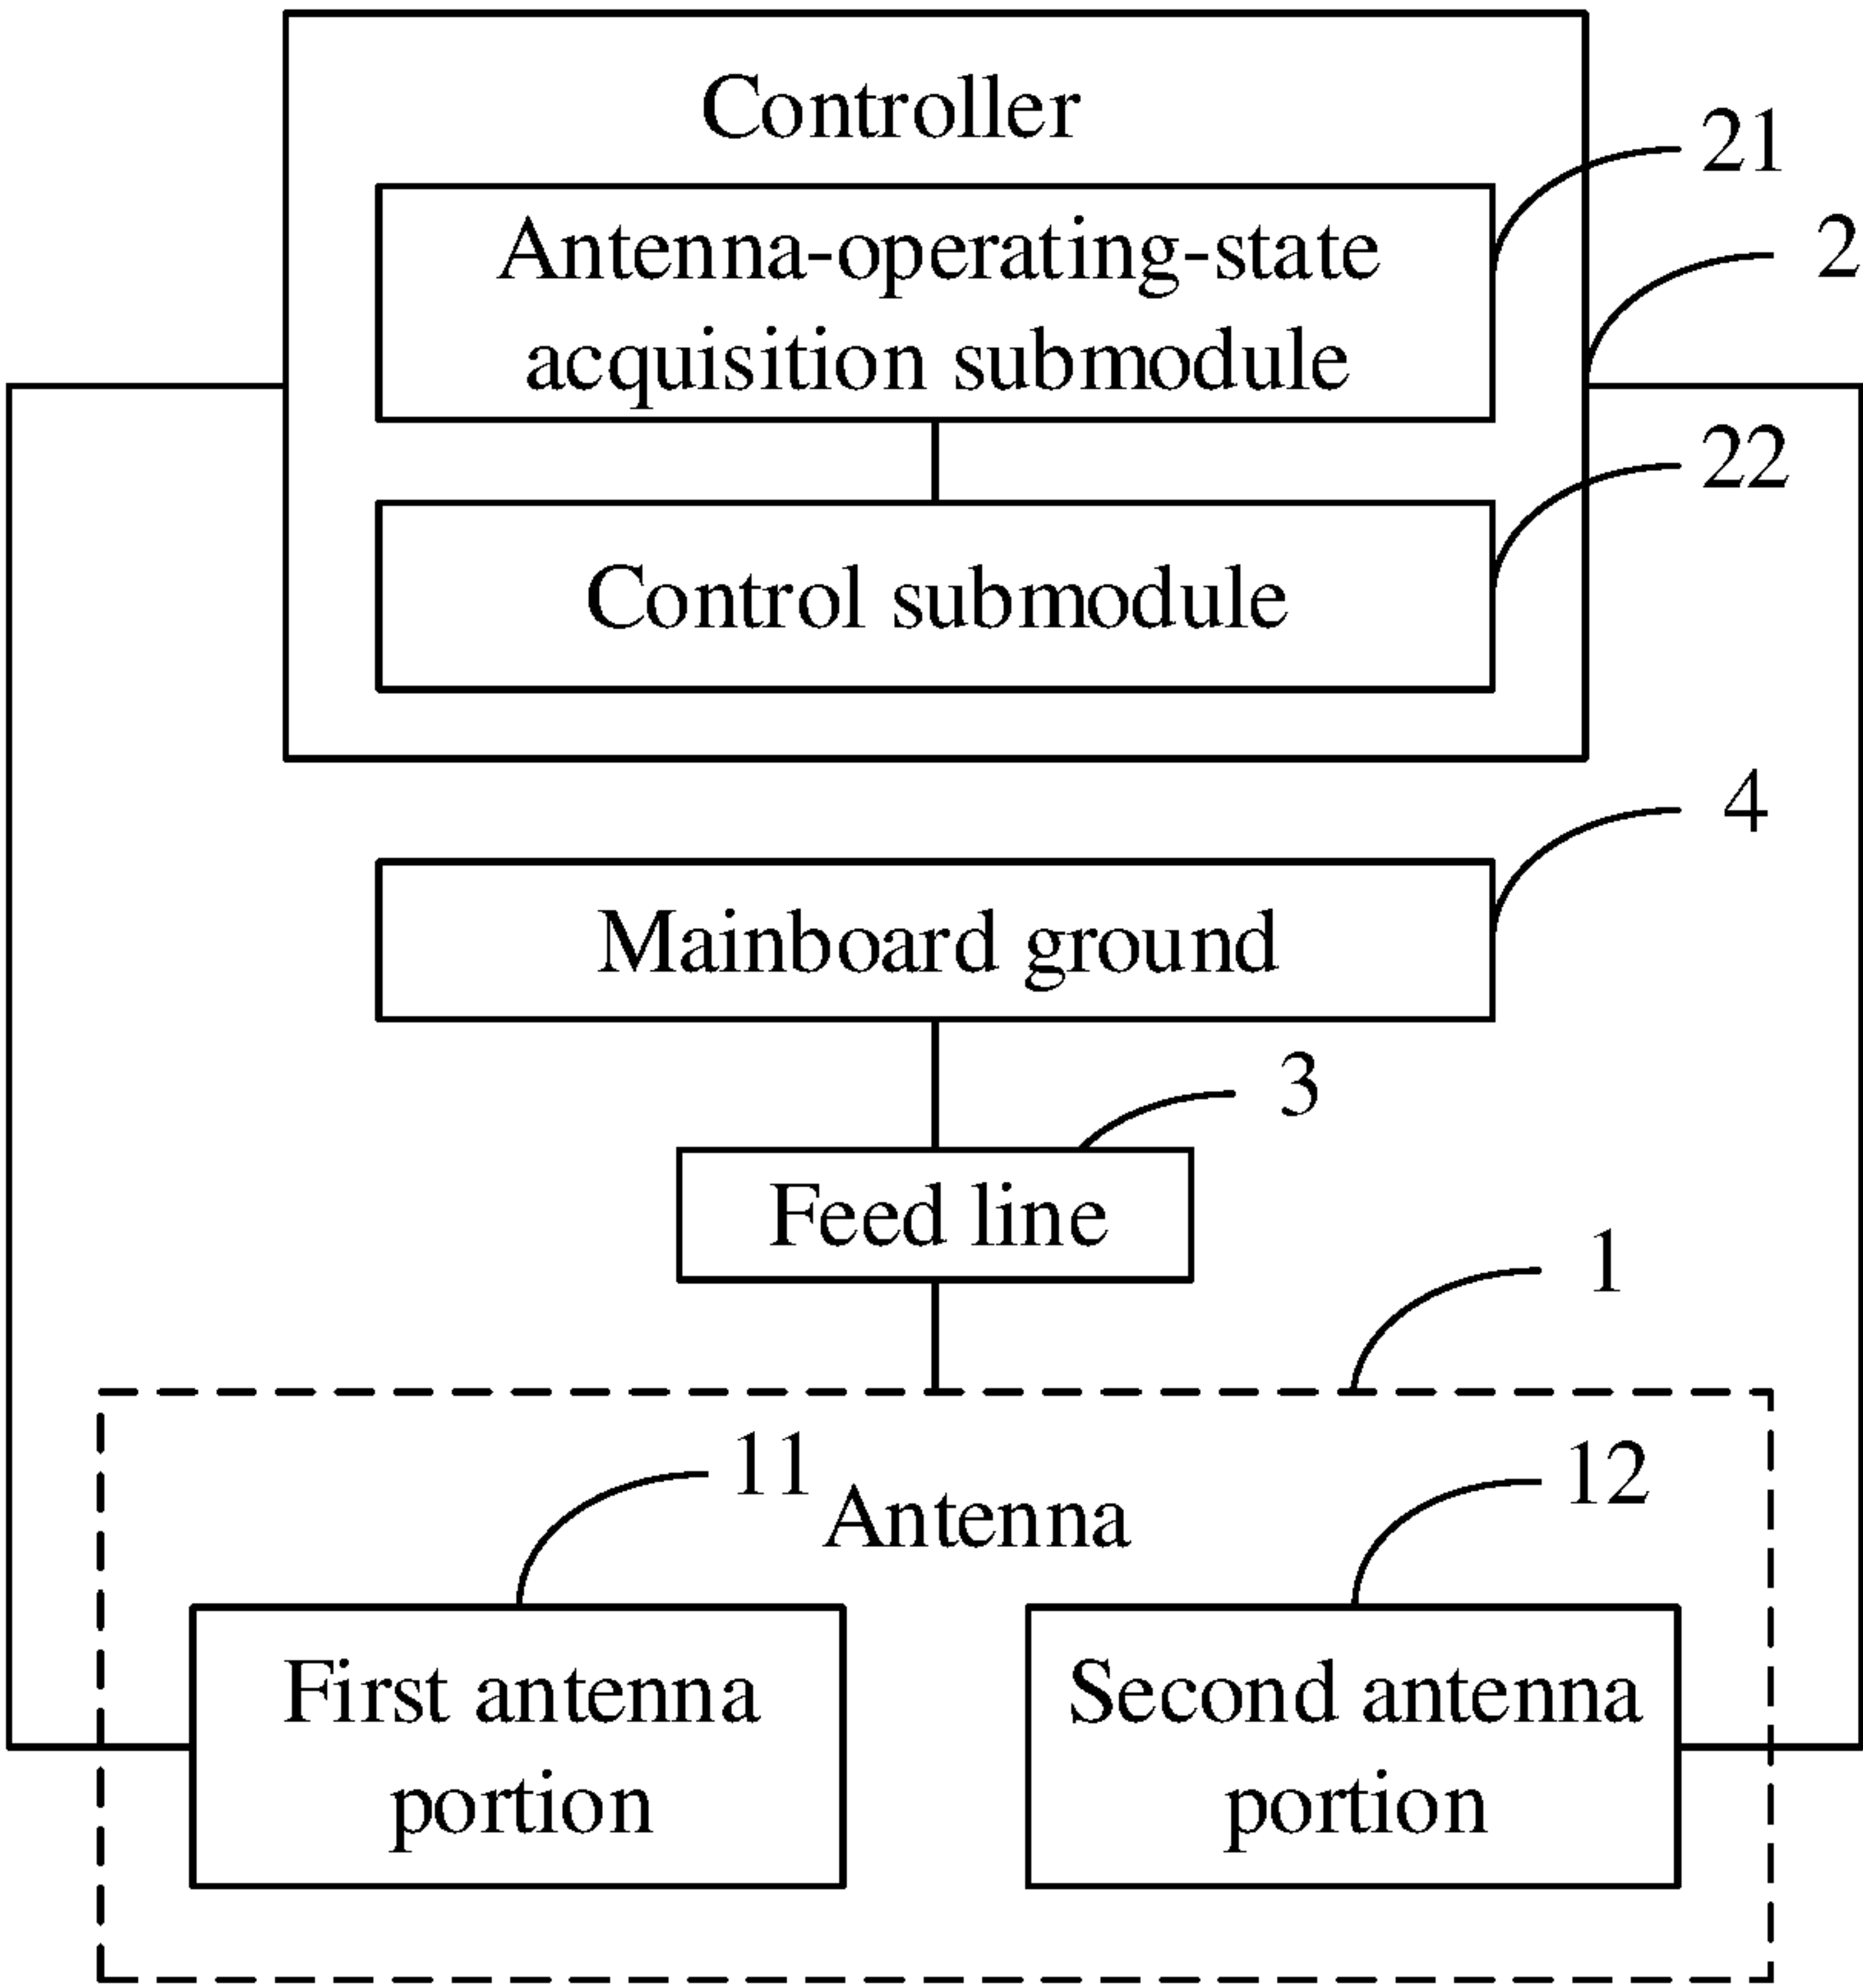 Controller
21
Antenna-operating-state
acquisition submodule
2
22
Control submodule
4
Mainboard ground
3
Feed line
1
11
Antenna
12
First antenna
portion
Second antenna
portion